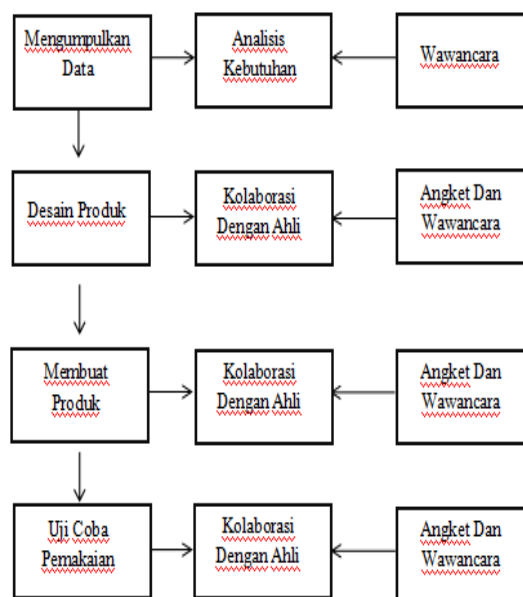 Mengumpulkan
Data
Analisis
Kebutuhan
Wawancara
Desain Produk
Kolaborasi
Dengan Ahli
Angket Dan
Wawancara
Membuat
Produk
Kolaborasi
Dengan Ahli
Angket Dan
Wawancara
Uji Coba
Pemakaian
Kolaborasi
Dengan Ahli
Angket Dan
Wawancara